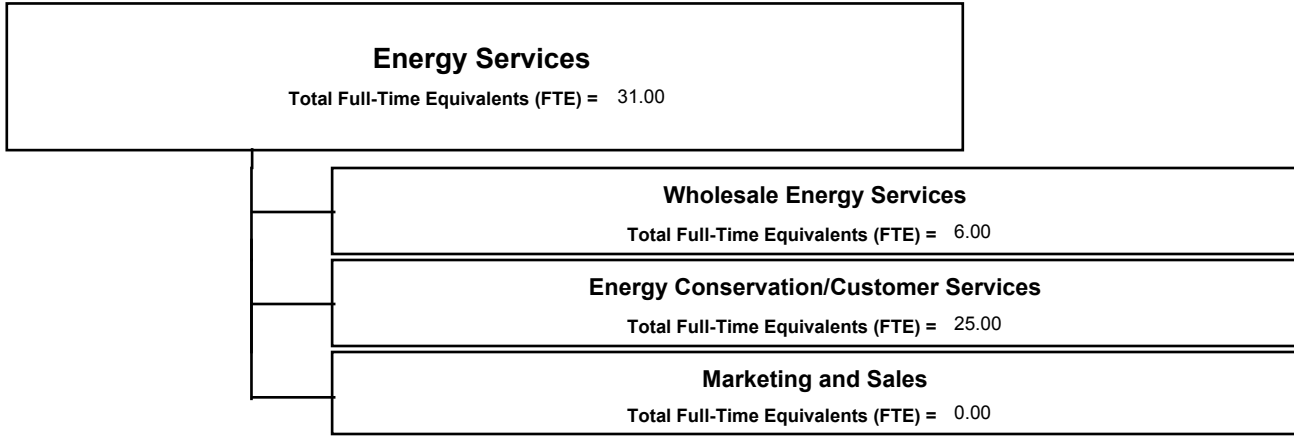 Energy Services
Total Full-Time Equivalents (FTE) = 31.00
Wholesale Energy Services
Total Full-Time Equivalents (FTE) = 6.00
Energy Conservation/Customer Services
Total Full-Time Equivalents (FTE) = 25.00
Marketing and Sales
Total Full-Time Equivalents (FTE) = 0.00